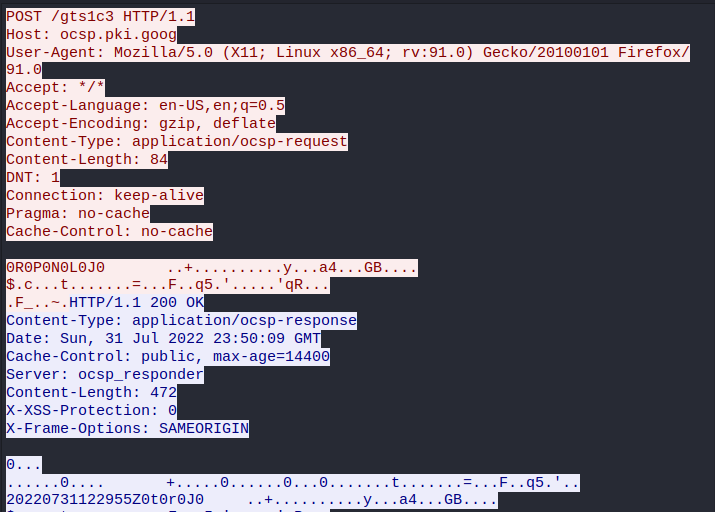 POST /gts1c3 HTTP/1.1
Host: ocsp.pki.goog
User-Agent: Mozilla/5.0 (X11; Linux x86_64; rv:91.0) Gecko/20100101 Firefox/
91.0
Accept: */*
Accept-Language: en-US,en;q=0.5
Accept-Encoding: gzip, deflate
Content-Type: application/ocsp-request
Content-Length: 84
DNT: 1
Connection: keep-alive
Pragma: no-cache
Cache-Control: no-cache
0R0P0N0L0J0 ..+..........y...a4...GB....
$.c...t.......=...F..q5.'.....'qR...
.F_..~.HTTP/1.1 200 OK
Content-Type: application/ocsp-response
Date: Sun, 31 Jul 2022 23:50:09 GMT
Cache-Control: public, max-age=14400
Server: ocsp_responder
Content-Length: 472
X-XSS-Protection: 0
X-Frame-Options: SAMEORIGIN
0...
......0.... +.....0......0...0.......t.......=...F..q5.'..
20220731122955Z0t0r0J0 ..+..........y...a4...GB....